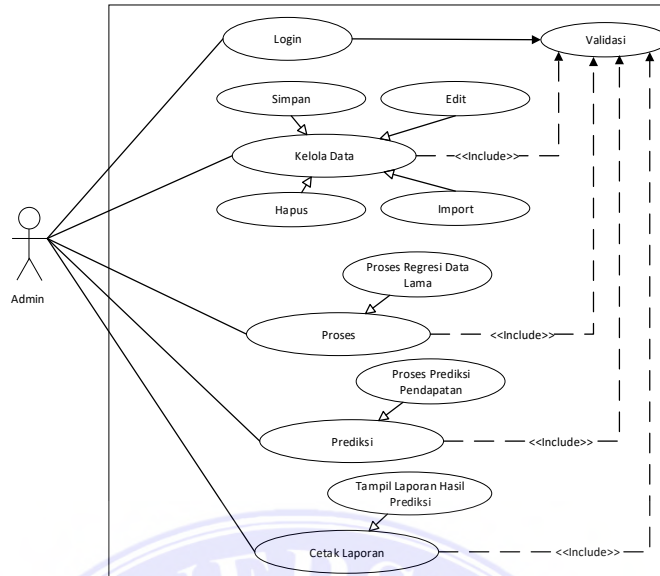 Login
Validasi
Simpan
Edit
Kelola Data
<<Include>>
Hapus
Import
Admin
Proses Regresi Data
Lama
Proses
<<Include>>
Proses Prediksi
Pendapatan
Prediksi
<<Include>>
Tampil Laporan Hasil
Prediksi
Cetak Laporan
<<Include>>